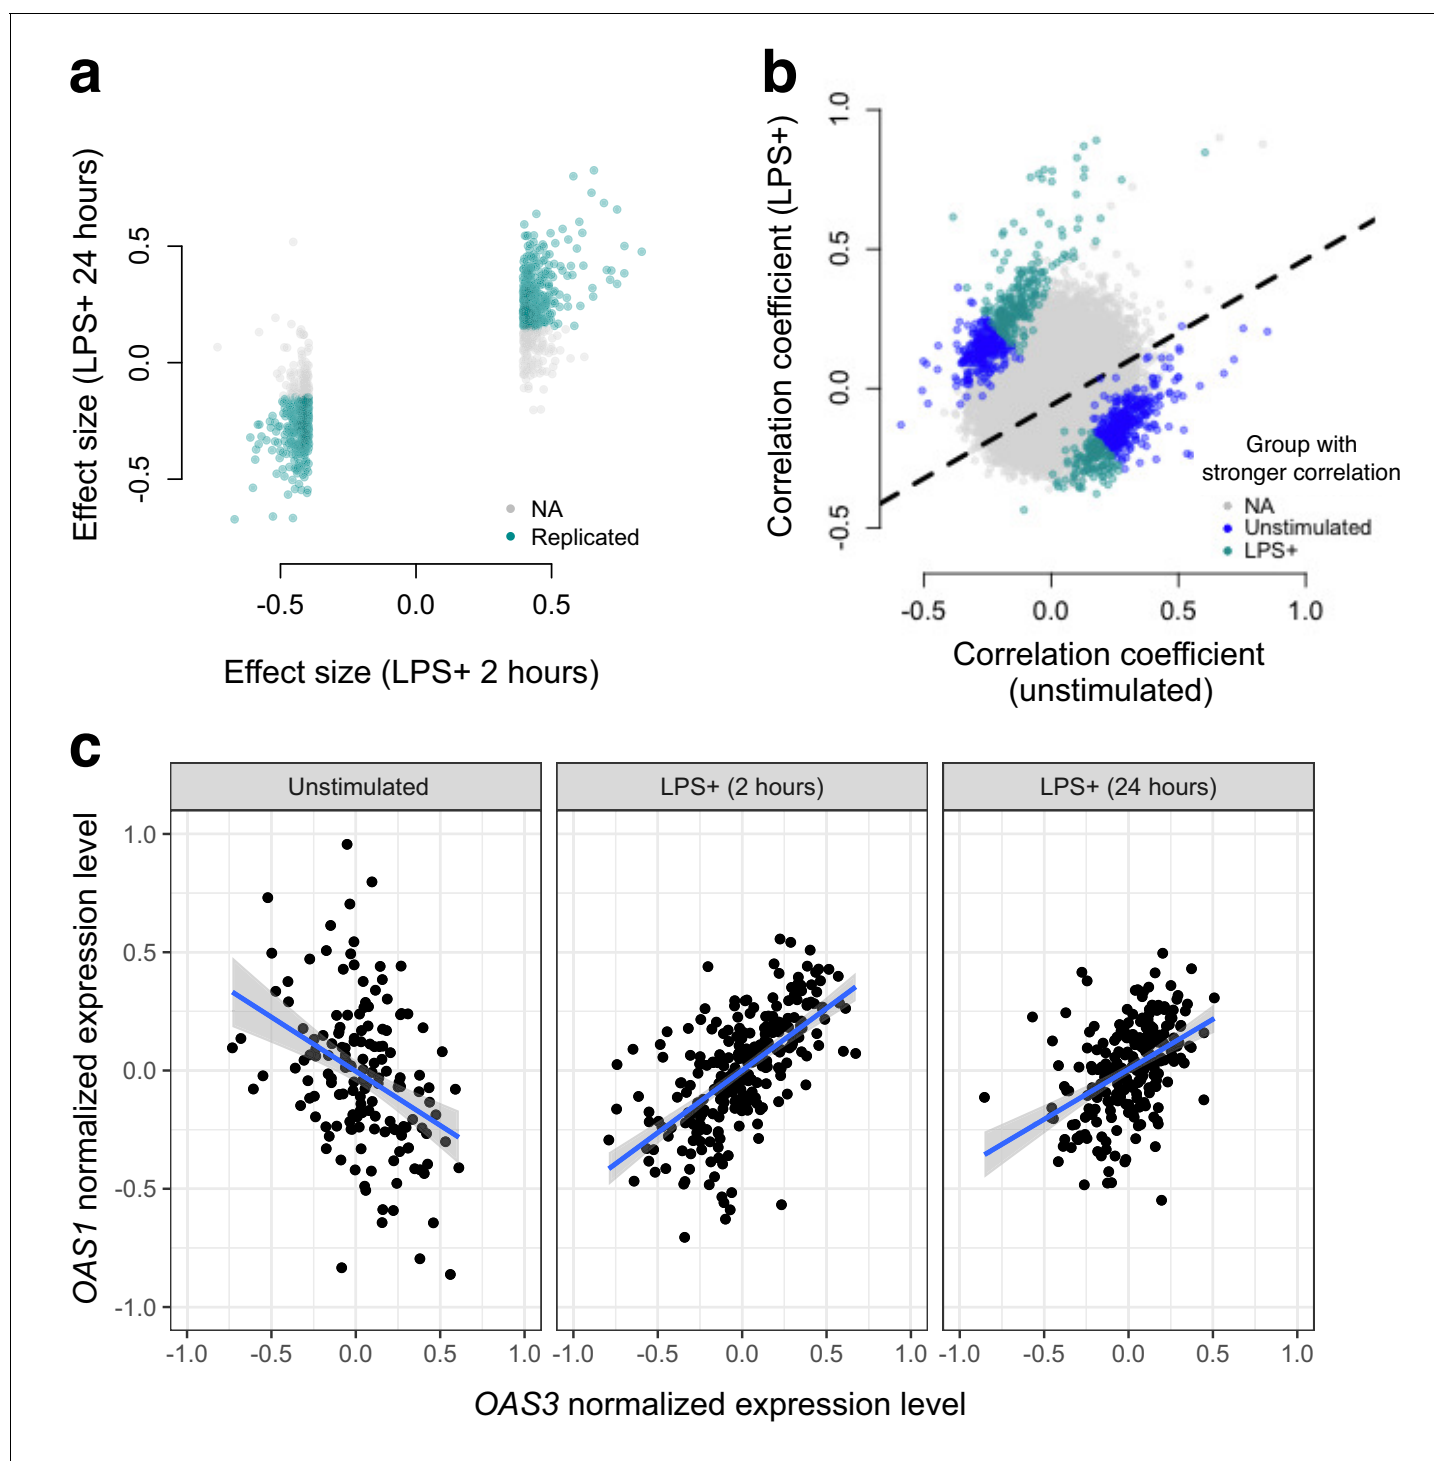 a
Effect size (LPS+ 24 hours)
0.5
0.0
-0.5
NA
Replicated
-0.5 0.0 0.5
Effect size (LPS+ 2 hours)
b
Correlation coefficient (LPS+)
1.0
0.5
0.0
-0.5
Group with
stronger correlation
NA
Unstimulated
LPS+
-0.5 0.0 0.5 1.0
Correlation coefficient
(unstimulated)
c
OAS1 normalized expression level
Unstimulated
LPS+ (2 hours)
LPS+ (24 hours)
1.0
0.5
0.0
-0.5
-1.0
-1.0 -0.5 0.0 0.5 1.0
-1.0 -0.5 0.0 0.5 1.0
-1.0 -0.5 0.0 0.5 1.0
OAS3 normalized expression level